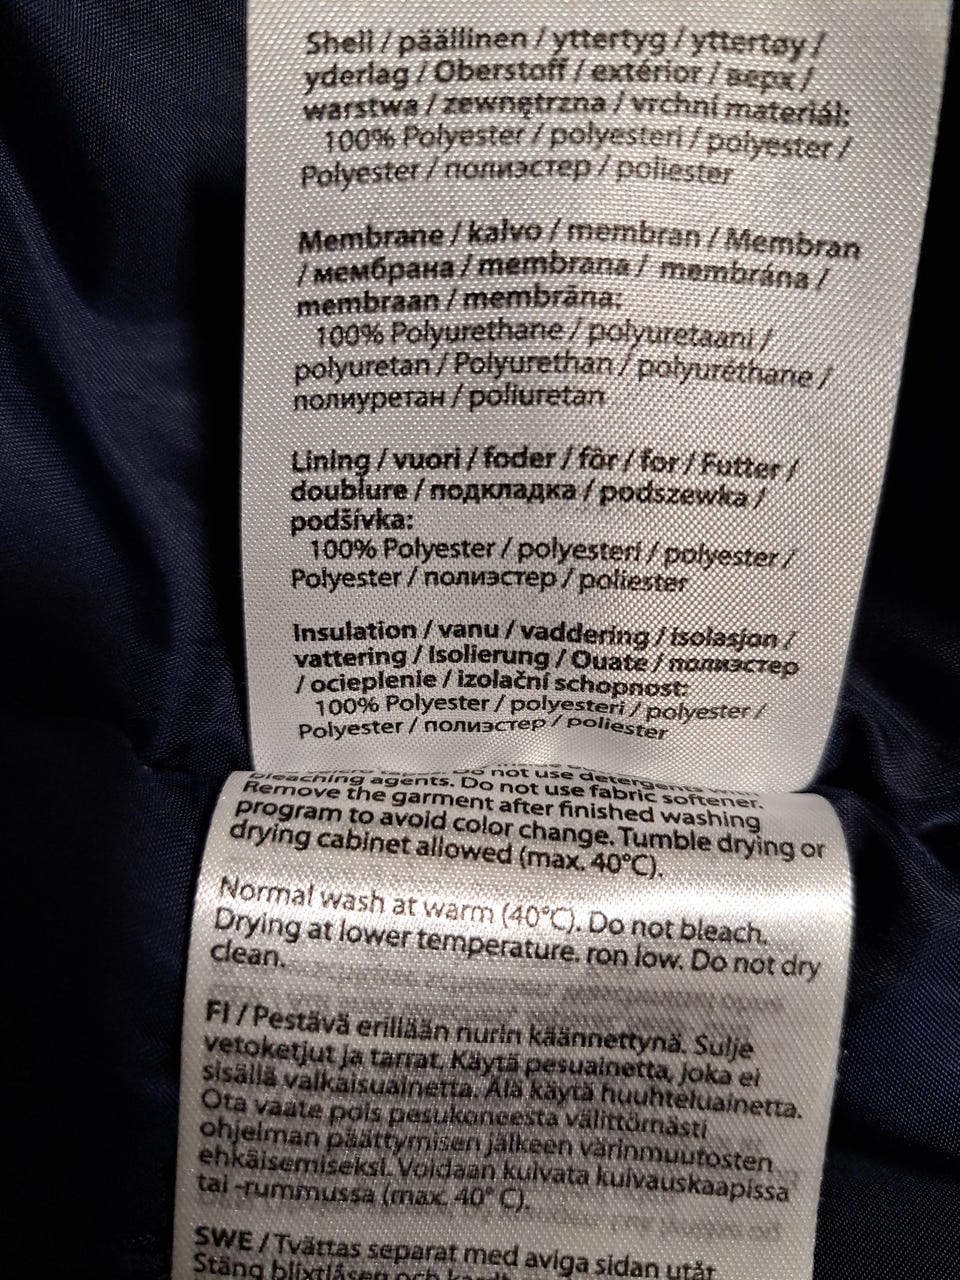 Shell / päällinen / yttertyg / yttertøy /
yderlag / Oberstoff / extérior / верх /
warstwa / zewnętrzna / vrchní materiál:
100% Polyester / polyesteri / polyester /
Polyester / полиэстер / poliester
Membrane / kalvo / membran / Membran
/ мембрана / membrana / membrána /
membraan / membrāna:
100% Polyurethane / polyuretaani /
polyuretan / Polyurethan / polyuréthane /
полиуретан / poliuretan
Lining / vuori / foder / fôr / for / Futter /
doublure / подкладка / podszewka /
podšívka:
100% Polyester / polyesteri / polyester /
Polyester / полиэстер / poliester
Insulation / vanu / vaddering / isolasjon /
vattering / Isolierung / Ouate / полиэстер
/ ocieplenie / izolační schopnost:
100% Polyester / polyesteri / polyester /
Polyester / полиэстер / poliester
Do not use detergents
bleaching agents. Do not use fabric softener.
Remove the garment after finished washing
program to avoid color change. Tumble drying or
drying cabinet allowed (max. 40°C).
Normal wash at warm (40°C). Do not bleach.
Drying at lower temperature. ron low. Do not dry
clean.
FI / Pestävä erillään nurin käännettynä. Sulje
vetoketjut ja tarrat. Käytä pesuainetta, joka ei
sisällä valkaisuainetta. Älä käytä huuhteluainetta.
Ota vaate pois pesukoneesta välittömästi
ohjelman päättymisen jälkeen värinmuutosten
ehkäisemiseksi. Voidaan kuivata kuivauskaapissa
tai -rummussa (max. 40° C).
SWE / Tvättas separat med aviga sidan utåt
Stäng blixtlåsen och